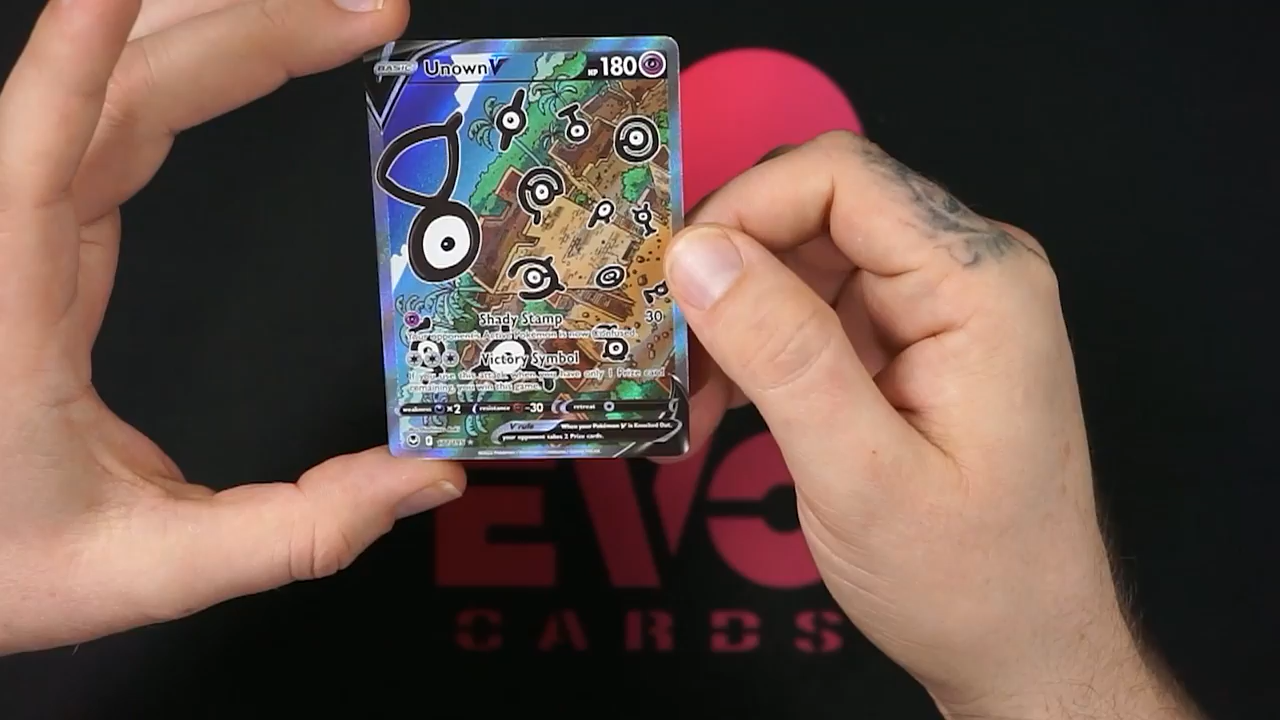 BASIC Unown V HP 180
Shady Stamp 30
Your opponent's Active Pokémon is now Confused.
Victory Symbol
If you use this attack when you have only 1 Prize card
remaining, you win this game.
weakness ×2 resistance -30 retreat
V rule When your Pokémon V is Knocked Out,
your opponent takes 2 Prize cards.
EVO
CARDS